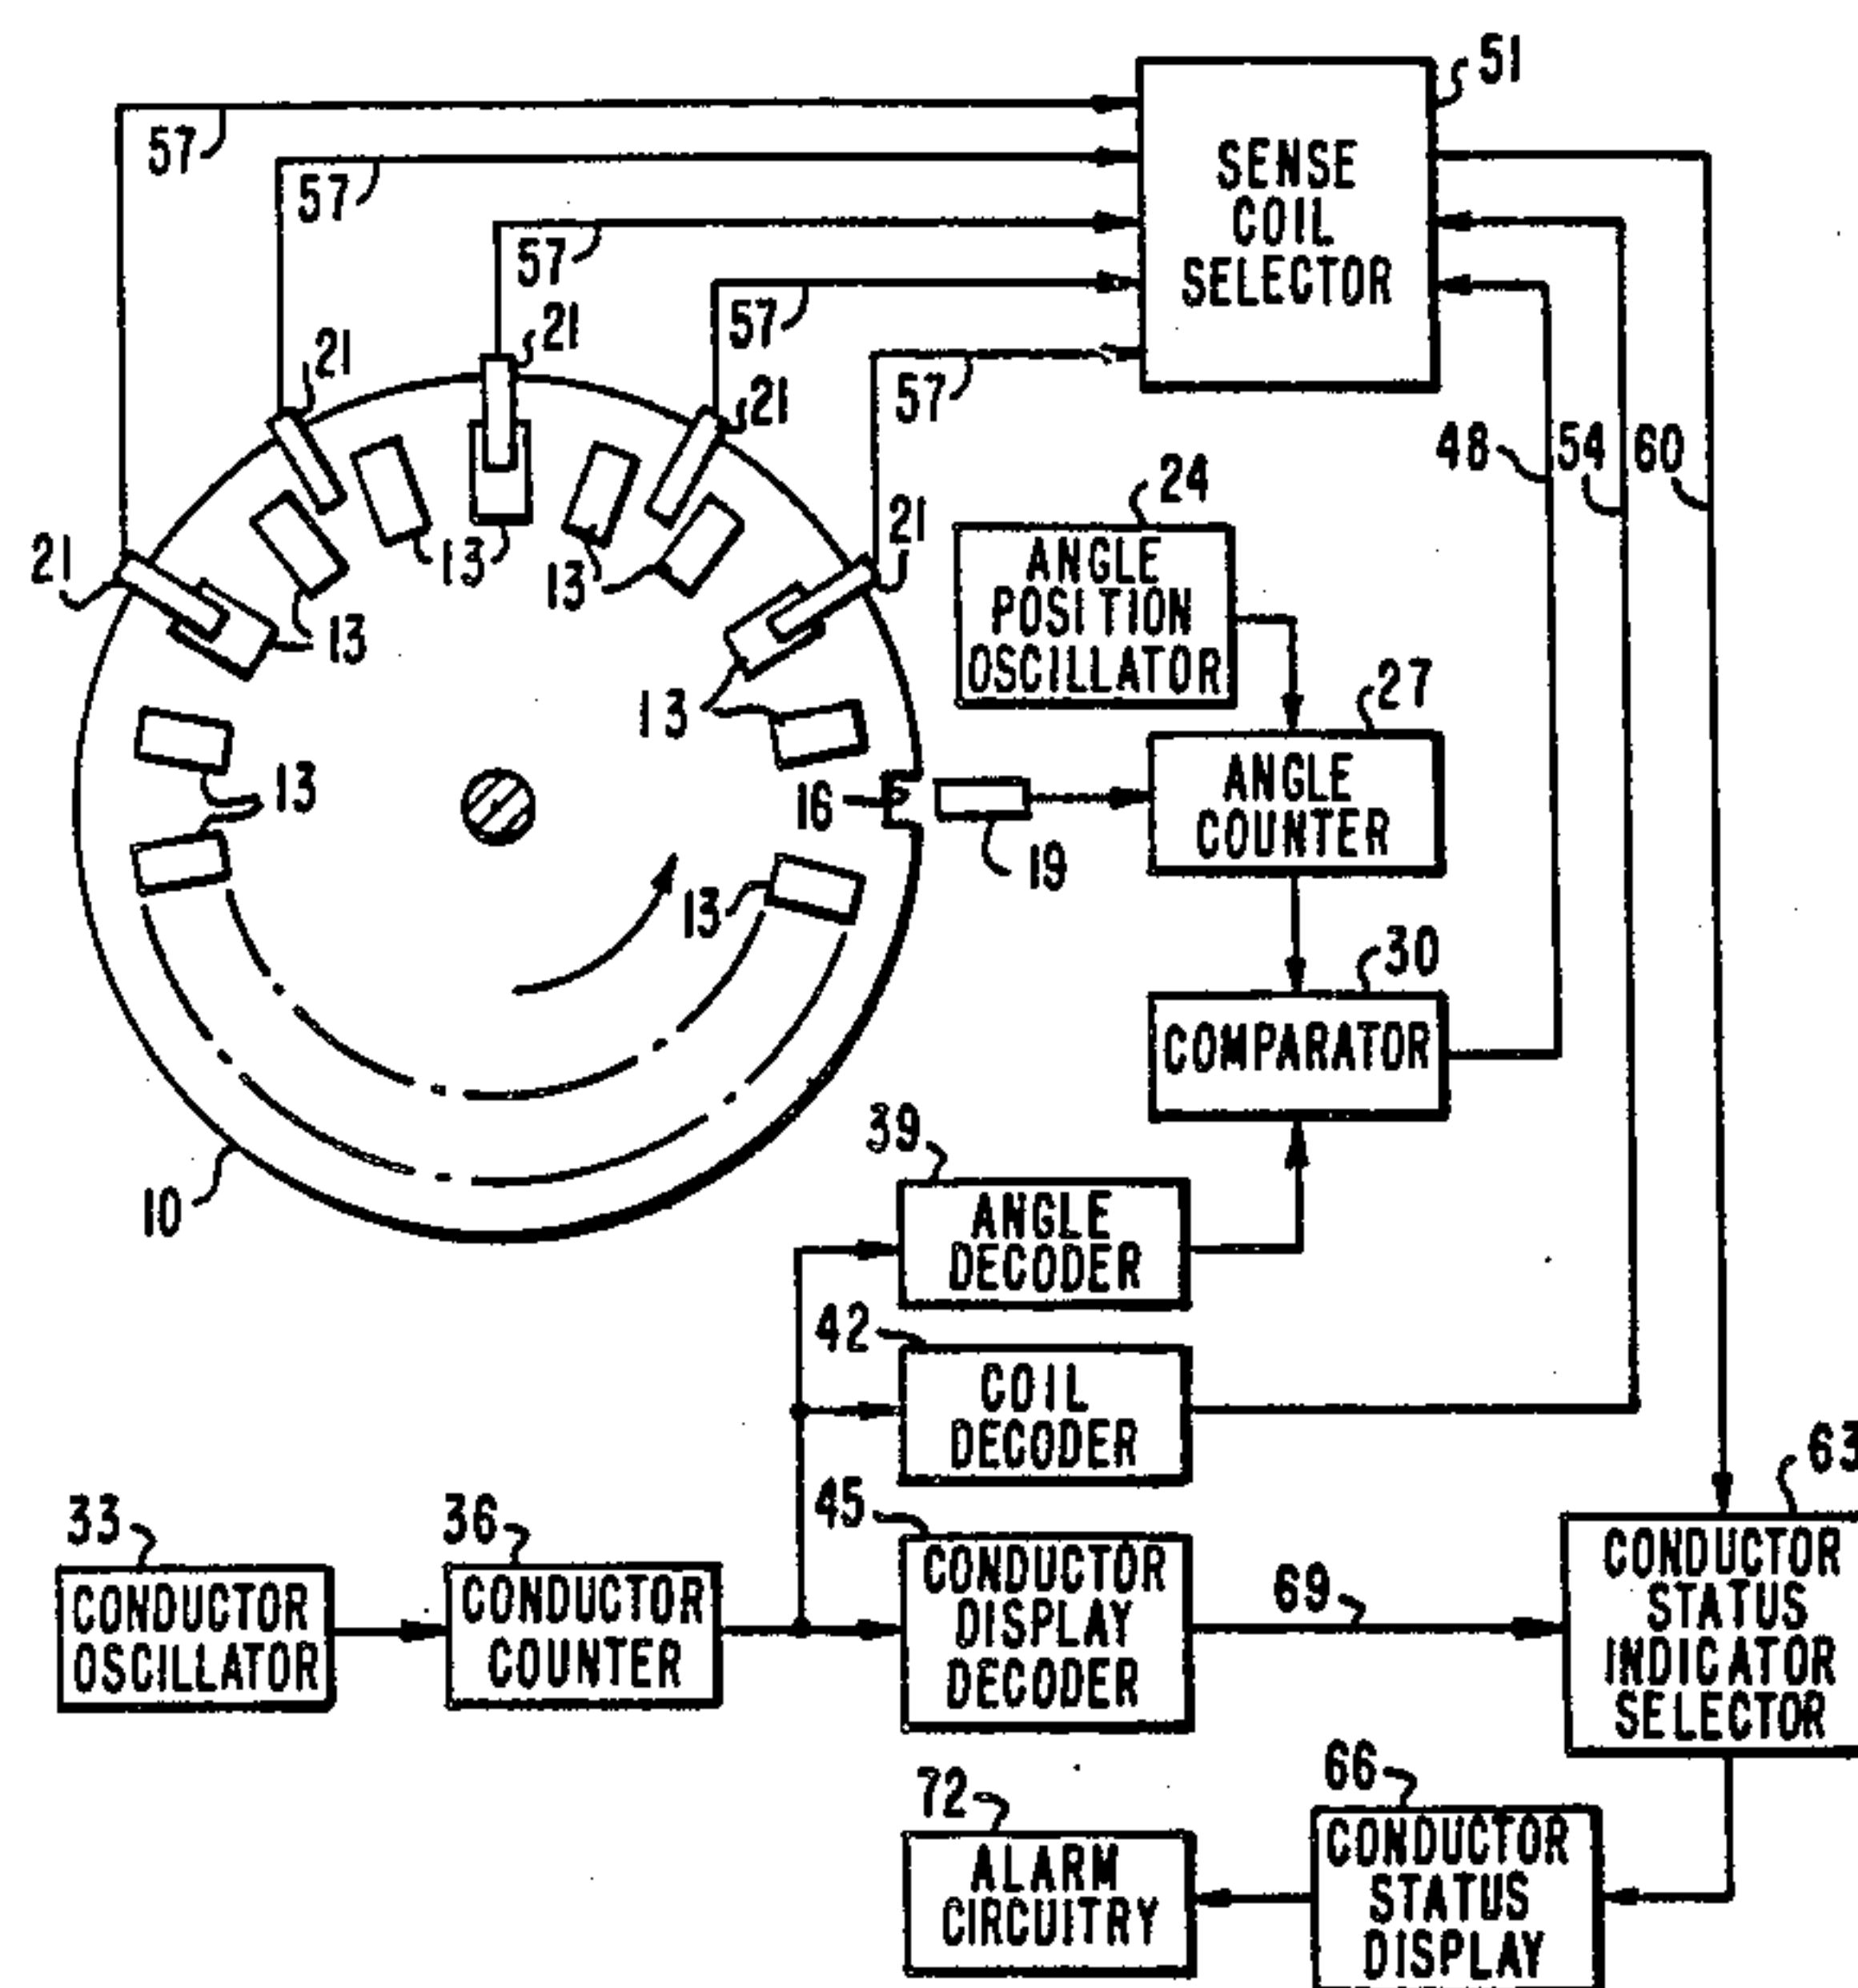 51
SENSE
COIL
SELECTOR
57
57
57
57
57
21
21
21
21
21
48
54
60
24
ANGLE
POSITION
OSCILLATOR
13
13
13
13
13
13
27
ANGLE
COUNTER
16
19
10
30
COMPARATOR
39
ANGLE
DECODER
42
COIL
DECODER
45
CONDUCTOR
DISPLAY
DECODER
33
CONDUCTOR
OSCILLATOR
36
CONDUCTOR
COUNTER
69
63
CONDUCTOR
STATUS
INDICATOR
SELECTOR
66
CONDUCTOR
STATUS
DISPLAY
72
ALARM
CIRCUITRY